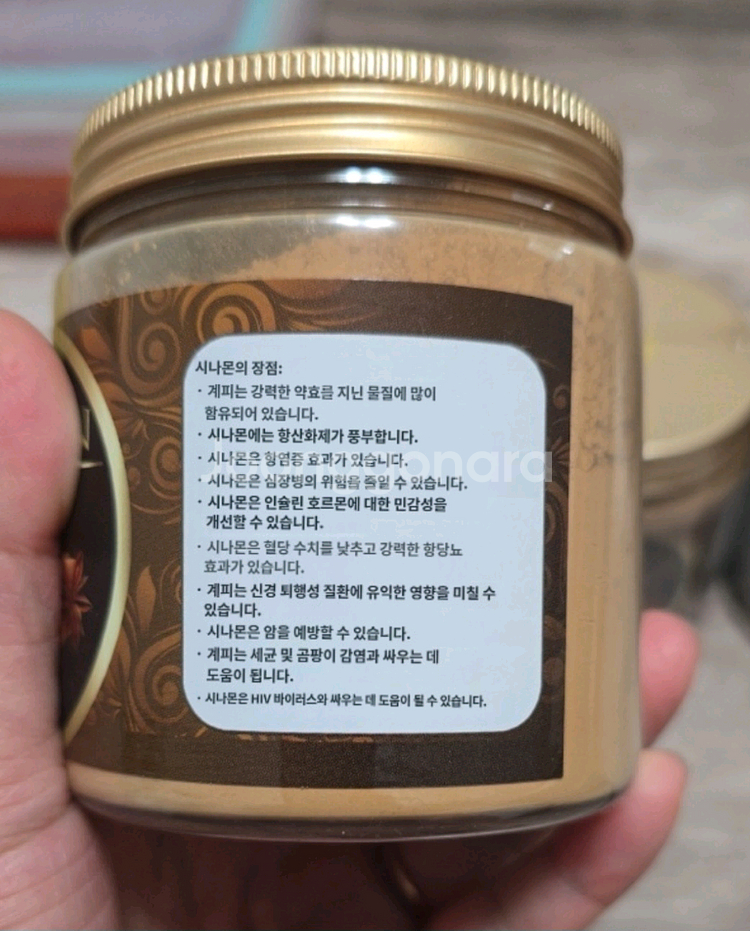 시나몬의 장점:
· 계피는 강력한 약효를 지닌 물질에 많이
함유되어 있습니다.
· 시나몬에는 항산화제가 풍부합니다.
· 시나몬은 항염증 효과가 있습니다.
· 시나몬은 심장병의 위험을 줄일 수 있습니다.
· 시나몬은 인슐린 호르몬에 대한 민감성을
개선할 수 있습니다.
· 시나몬은 혈당 수치를 낮추고 강력한 항당뇨
효과가 있습니다.
· 계피는 신경 퇴행성 질환에 유익한 영향을 미칠 수
있습니다.
· 시나몬은 암을 예방할 수 있습니다.
· 계피는 세균 및 곰팡이 감염과 싸우는 데
도움이 됩니다.
· 시나몬은 HIV 바이러스와 싸우는 데 도움이 될 수 있습니다.